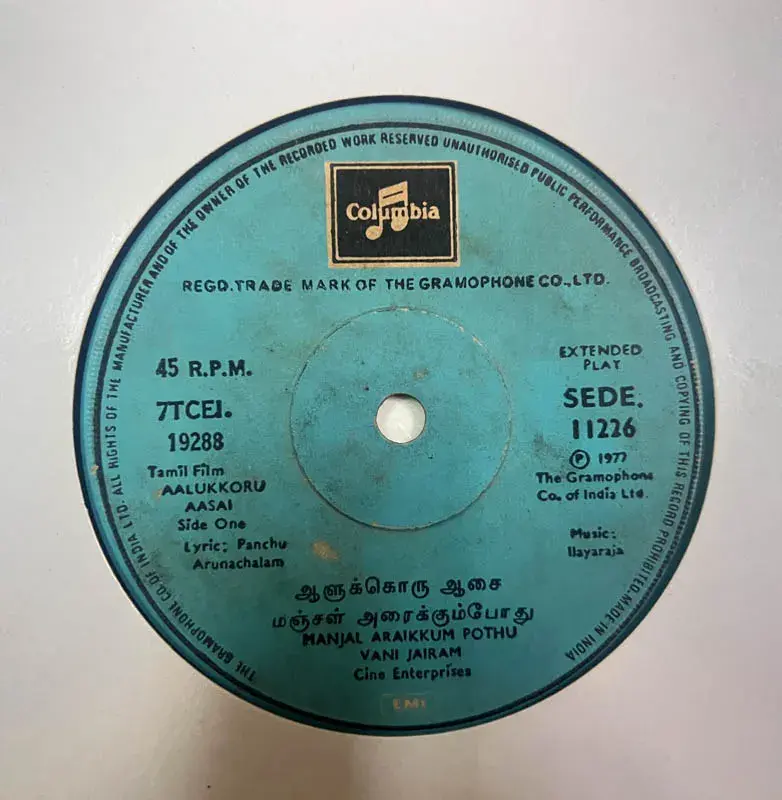 THE GRAMOPHONE CO. OF INDIA LTD. ALL RIGHTS OF THE MANUFACTURER AND OF THE OWNER OF THE RECORDED WORK RESERVED UNAUTHORISED PUBLIC PERFORMANCE BROADCASTING AND COPYING OF THIS RECORD PROHIBITED. MADE IN INDIA
Columbia
REGD. TRADE MARK OF THE GRAMOPHONE CO., LTD.
45 R.P.M.
7TCEI.
19288
Tamil Film
AALUKKORU
AASAI
Side One
Lyric: Panchu
Arunachalam
EXTENDED
PLAY
SEDE.
11226
Ⓟ 1977
The Gramophone
Co. of India Ltd.
Music:
Ilayaraja
ஆளுக்கொரு ஆசை
மஞ்சள் அரைக்கும்போது
MANJAL ARAIKKUM POTHU
VANI JAIRAM
Cine Enterprises
EMI